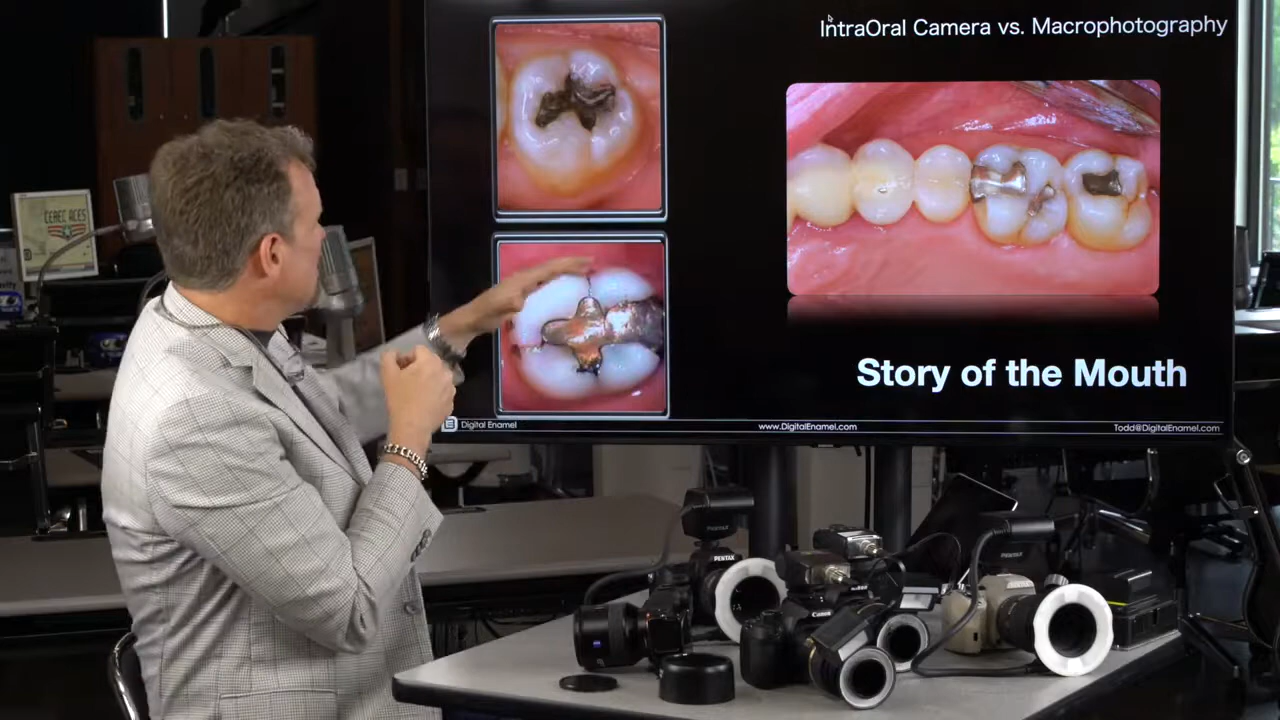 IntraOral Camera vs. Macrophotography
CEREC ACES
Story of the Mouth
Digital Enamel
www.DigitalEnamel.com
Todd@DigitalEnamel.com
PENTAX
PENTAX
Canon